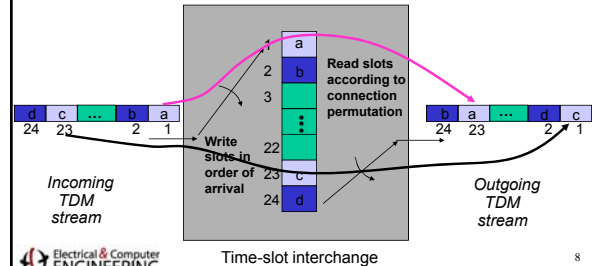 1 a
2 b
3
⋮
22
23 c
24 d
Read slots
according to
connection
permutation
d c ... b a
24 23 2 1
Write
slots in
order of
arrival
b a ... d c
24 23 2 1
Incoming
TDM
stream
Outgoing
TDM
stream
Electrical & Computer
ENGINEERING
Time-slot interchange
8